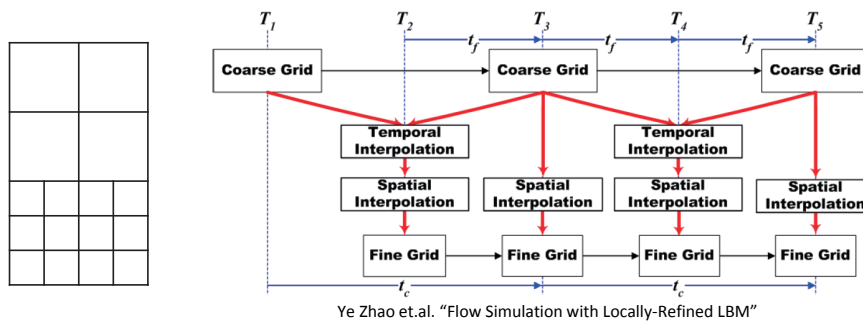 T1 T2 T3 T4 T5
tf tf tf
Coarse Grid Coarse Grid Coarse Grid
Temporal Interpolation Temporal Interpolation
Spatial Interpolation Spatial Interpolation Spatial Interpolation Spatial Interpolation
Fine Grid Fine Grid Fine Grid Fine Grid
tc tc
Ye Zhao et.al. “Flow Simulation with Locally-Refined LBM”